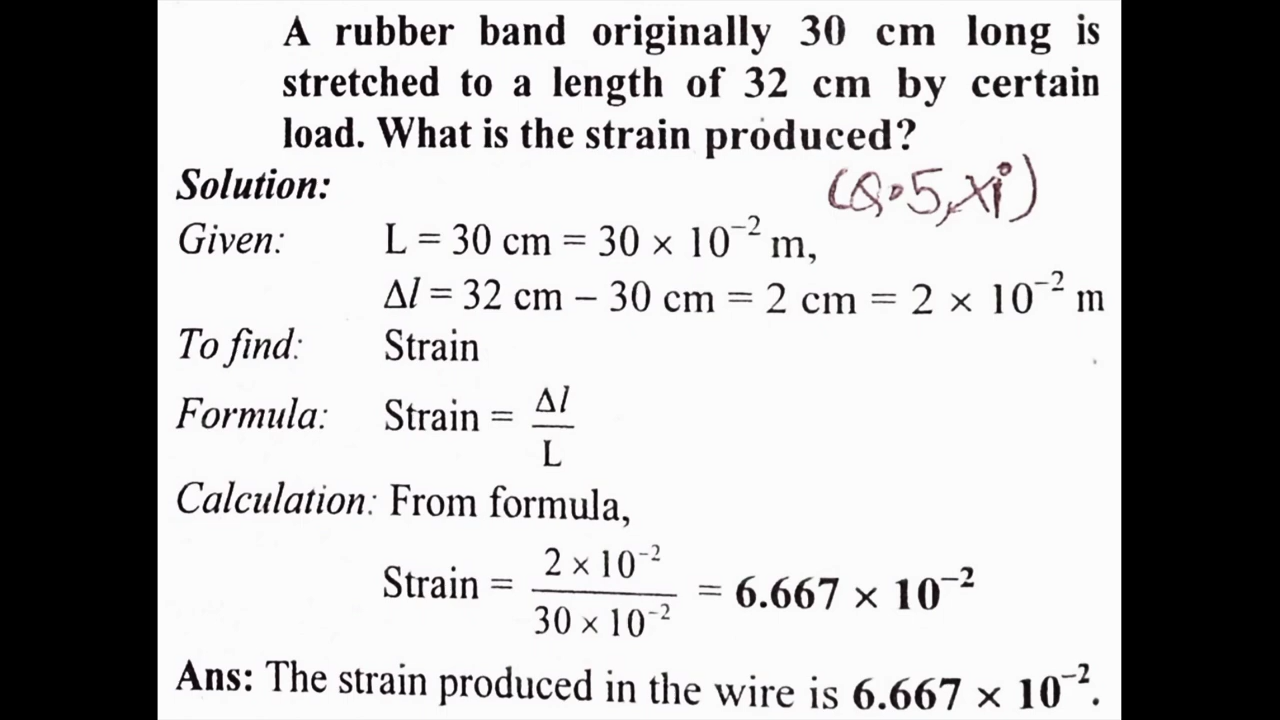 A rubber band originally 30 cm long is
stretched to a length of 32 cm by certain
load. What is the strain produced?
Solution:
(Q.5, xi)
Given: L = 30 cm = 30 × 10⁻² m,
Δl = 32 cm – 30 cm = 2 cm = 2 × 10⁻² m
To find: Strain
Formula: Strain = Δl / L
Calculation: From formula,
Strain = 2 × 10⁻² / 30 × 10⁻² = 6.667 × 10⁻²
Ans: The strain produced in the wire is 6.667 × 10⁻².